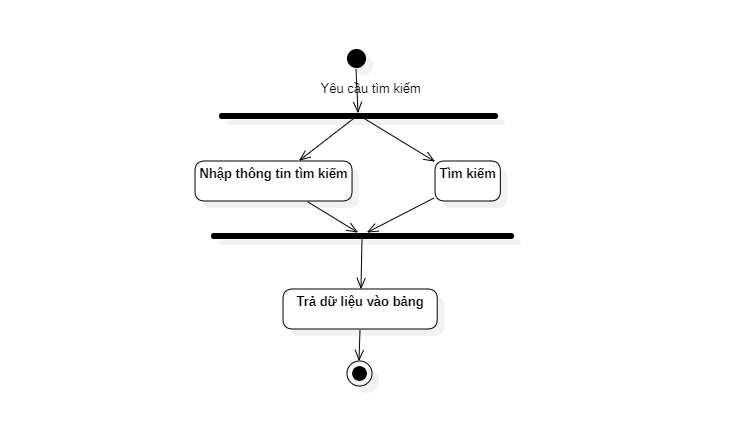 Yêu cầu tìm kiếm
Nhập thông tin tìm kiếm
Tìm kiếm
Trả dữ liệu vào bảng